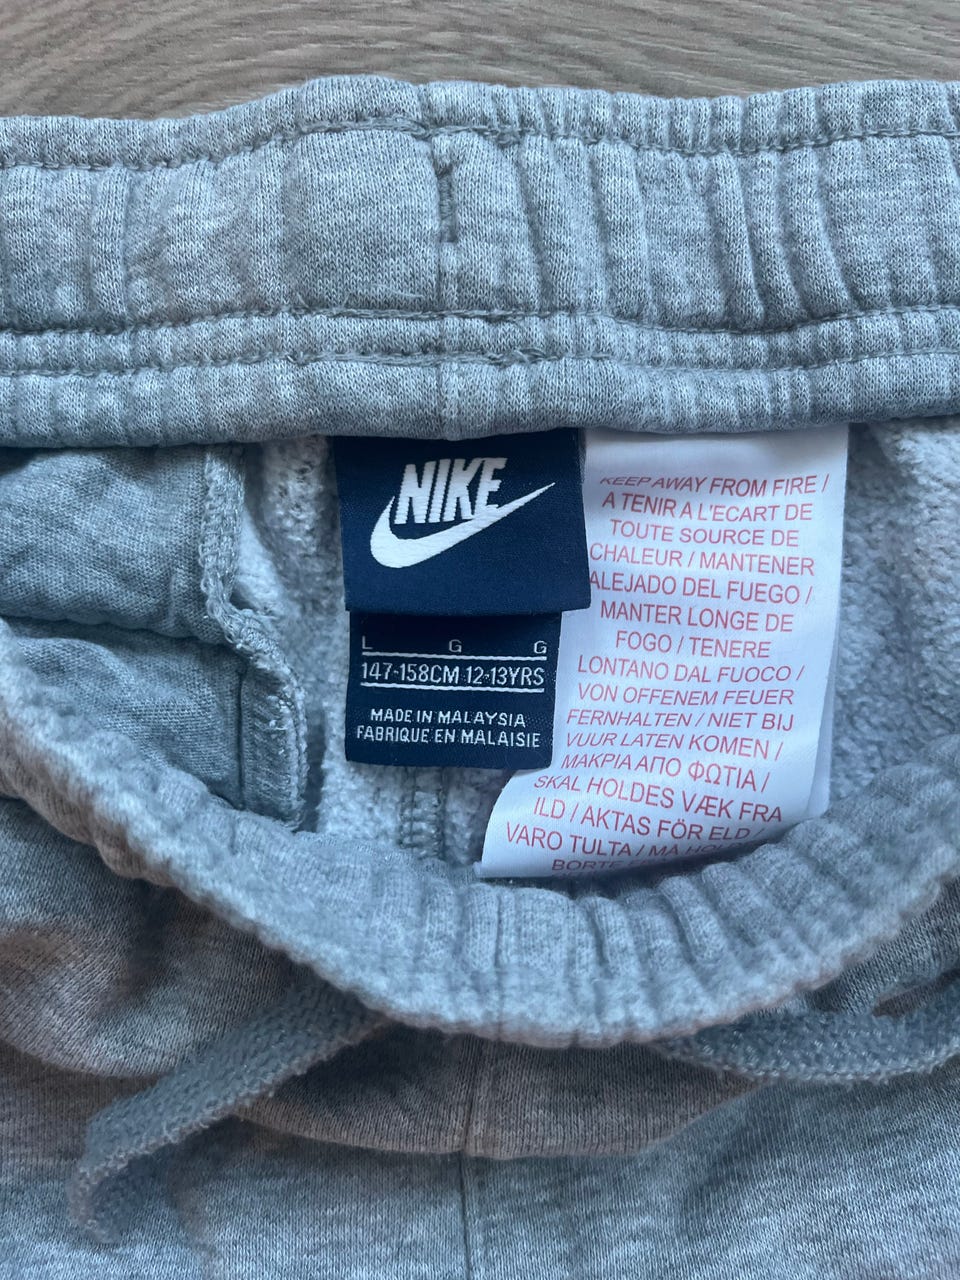 NIKE
L G G
147-158CM 12-13YRS
MADE IN MALAYSIA
FABRIQUE EN MALAISIE
KEEP AWAY FROM FIRE /
A TENIR A L'ECART DE
TOUTE SOURCE DE
CHALEUR / MANTENER
ALEJADO DEL FUEGO /
MANTER LONGE DE
FOGO / TENERE
LONTANO DAL FUOCO /
VON OFFENEM FEUER
FERNHALTEN / NIET BIJ
VUUR LATEN KOMEN /
ΜΑΚΡΙΑ ΑΠΟ ΦΩΤΙΑ /
SKAL HOLDES VÆK FRA
ILD / AKTAS FÖR ELD /
VARO TULTA / MA
BORTE